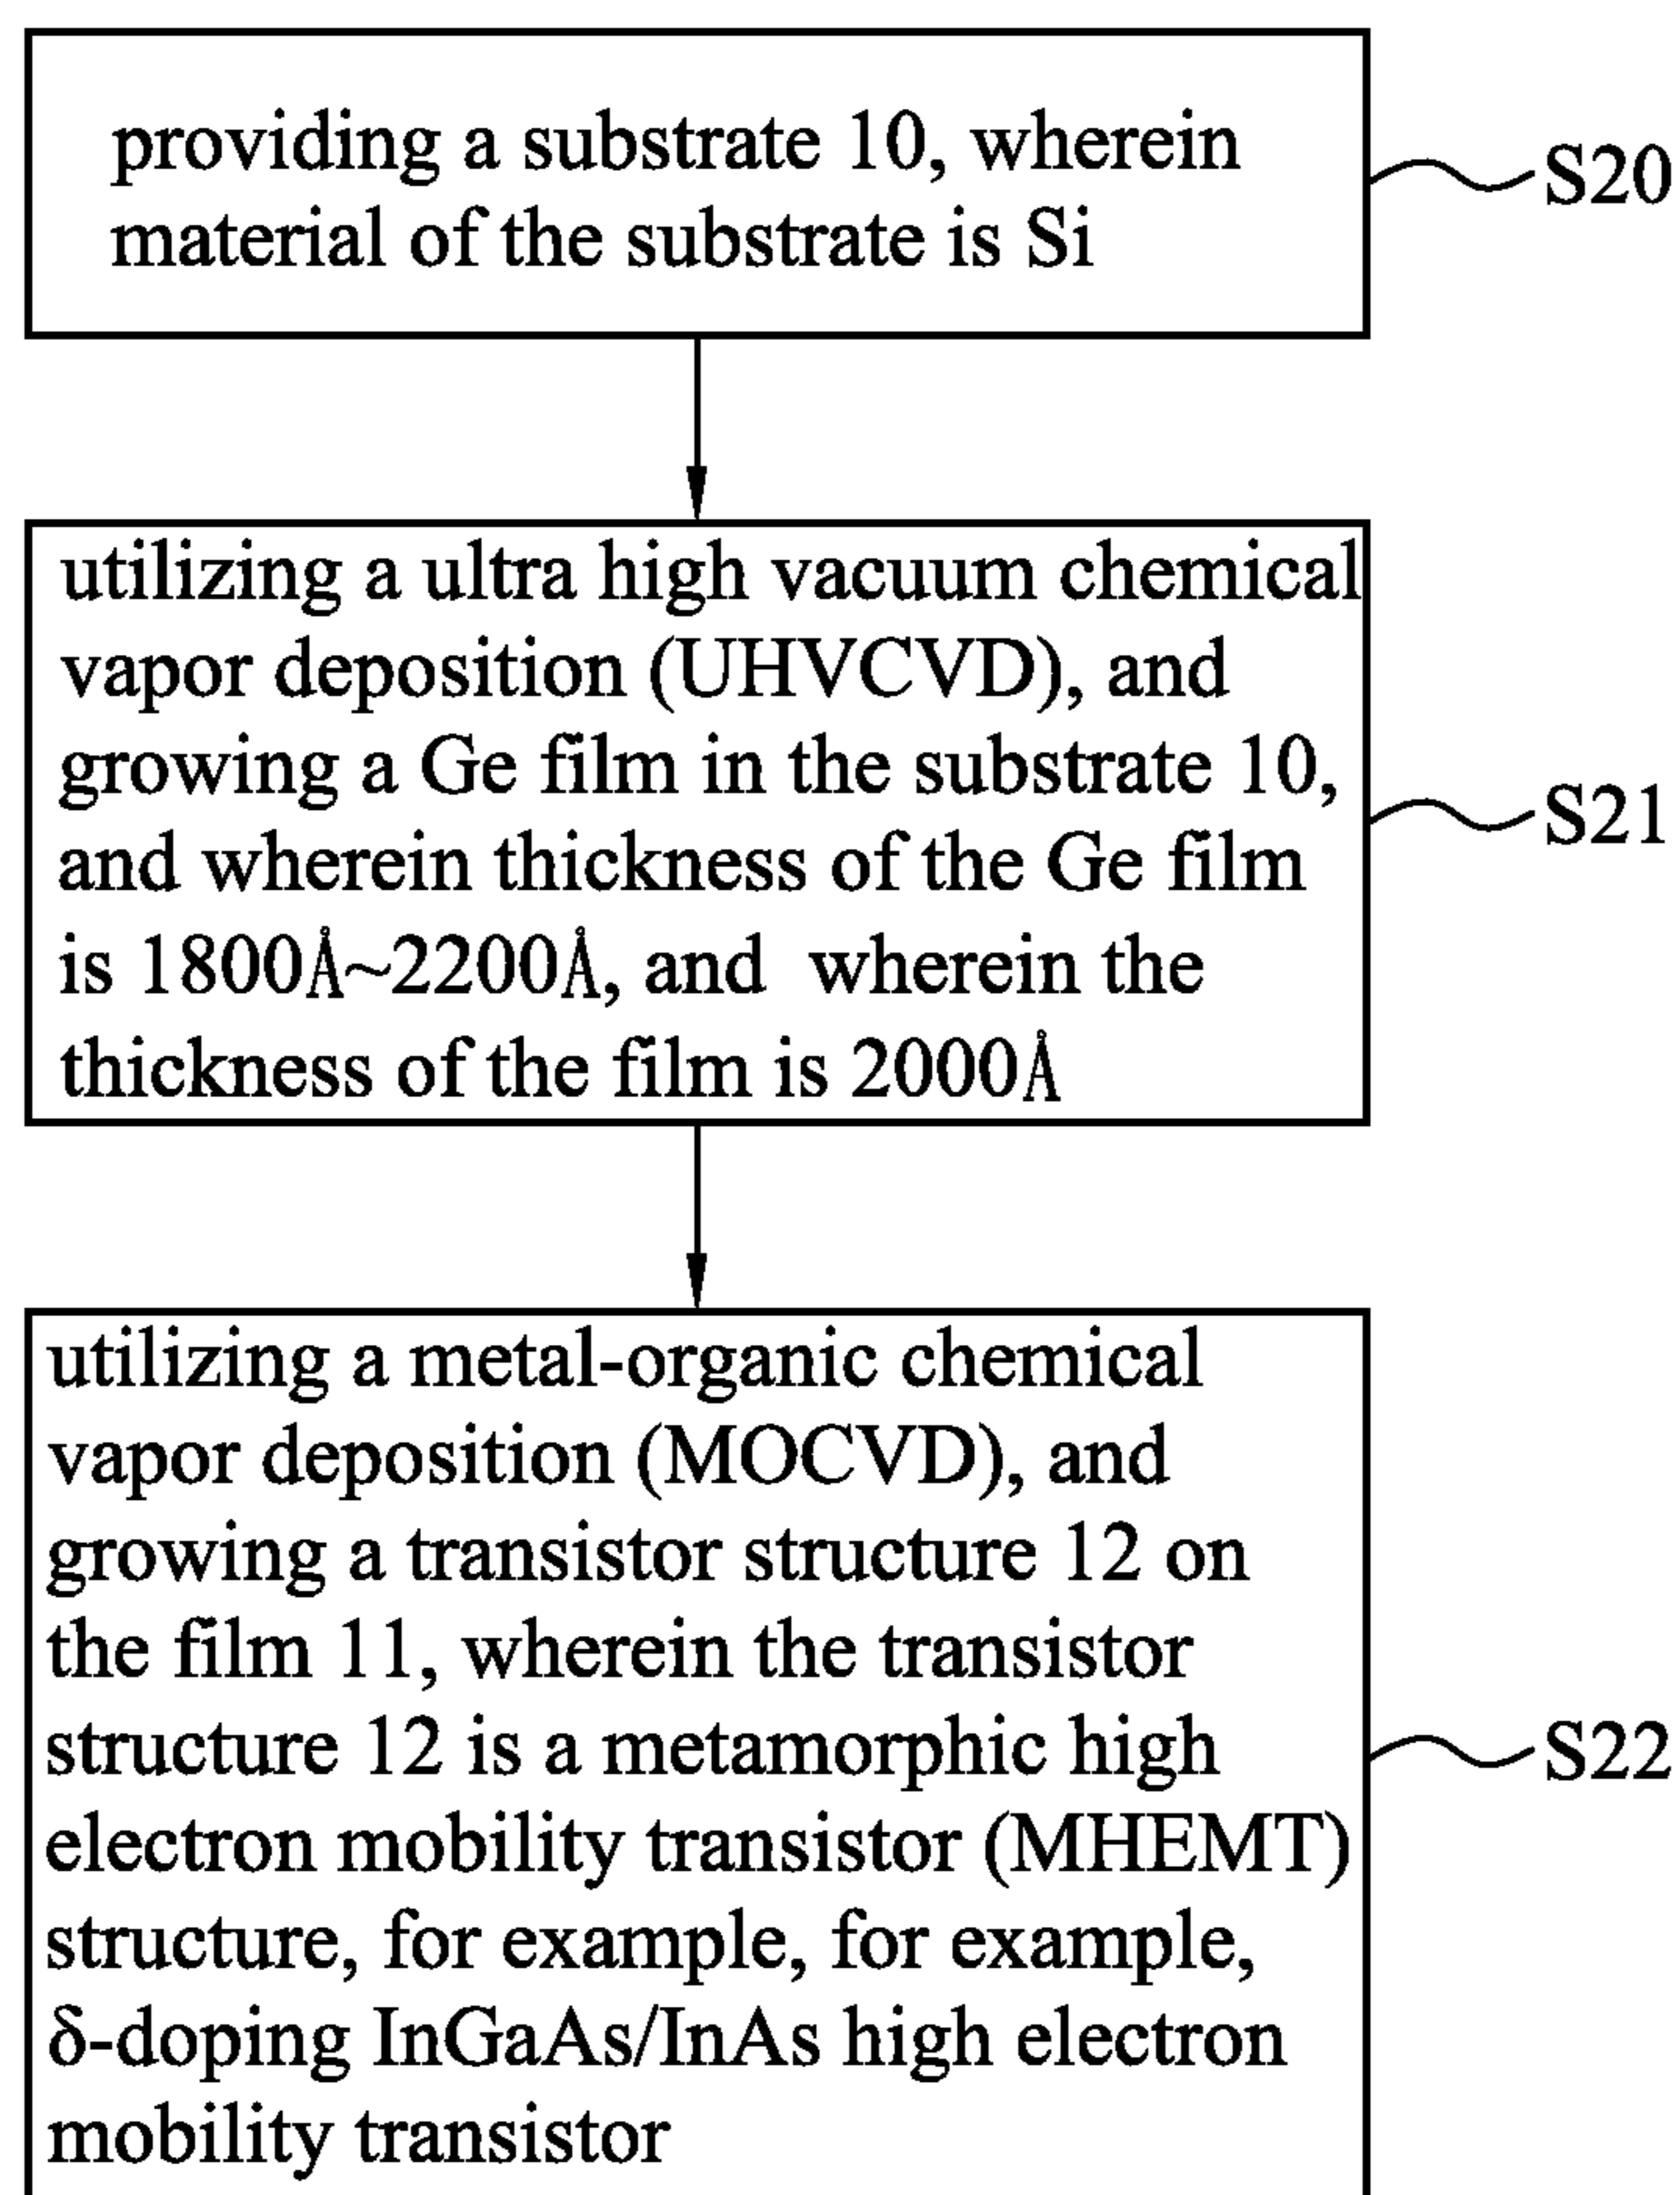 providing a substrate 10, wherein
material of the substrate is Si
S20
utilizing a ultra high vacuum chemical
vapor deposition (UHVCVD), and
growing a Ge film in the substrate 10,
and wherein thickness of the Ge film
is 1800Å~2200Å, and wherein the
thickness of the film is 2000Å
S21
utilizing a metal-organic chemical
vapor deposition (MOCVD), and
growing a transistor structure 12 on
the film 11, wherein the transistor
structure 12 is a metamorphic high
electron mobility transistor (MHEMT)
structure, for example, for example,
δ-doping InGaAs/InAs high electron
mobility transistor
S22